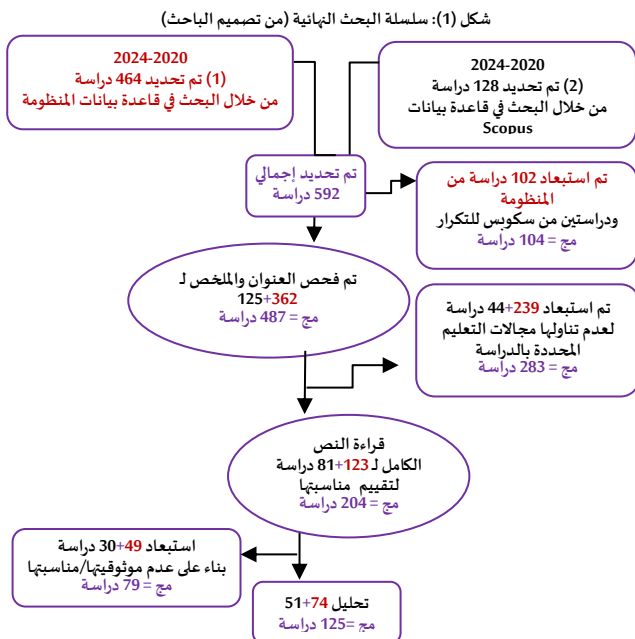 شكل (1): سلسلة البحث النهائية (من تصميم الباحث)
2024-2020
(1) تم تحديد 464 دراسة
من خلال البحث في قاعدة بيانات المنظومة
2024-2020
(2) تم تحديد 128 دراسة
من خلال البحث في قاعدة بيانات
Scopus
تم تحديد إجمالي
592 دراسة
تم استبعاد 102 دراسة من
المنظومة
ودراستين من سكوبس للتكرار
مج = 104 دراسة
تم فحص العنوان والملخص لـ
362+125
مج = 487 دراسة
تم استبعاد 239+44 دراسة
لعدم تناولها مجالات التعليم
المحددة بالدراسة
مج = 283 دراسة
قراءة النص
الكامل لـ 123+81 دراسة
لتقييم مناسبتها
مج = 204 دراسة
استبعاد 49+30 دراسة
بناء على عدم موثوقيتها/مناسبتها
مج = 79 دراسة
تحليل 74+51
مج =125 دراسة